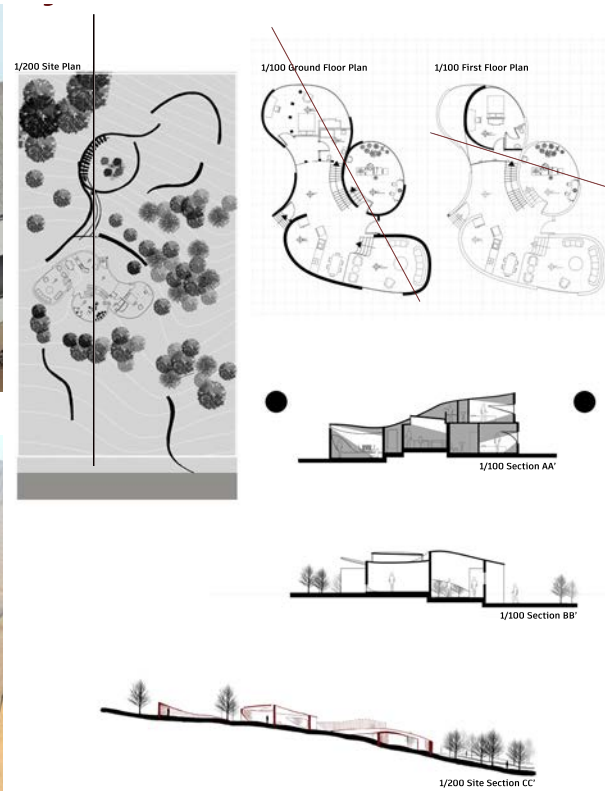 1/200 Site Plan
1/100 Ground Floor Plan
1/100 First Floor Plan
1/100 Section AA'
1/100 Section BB'
1/200 Site Section CC'